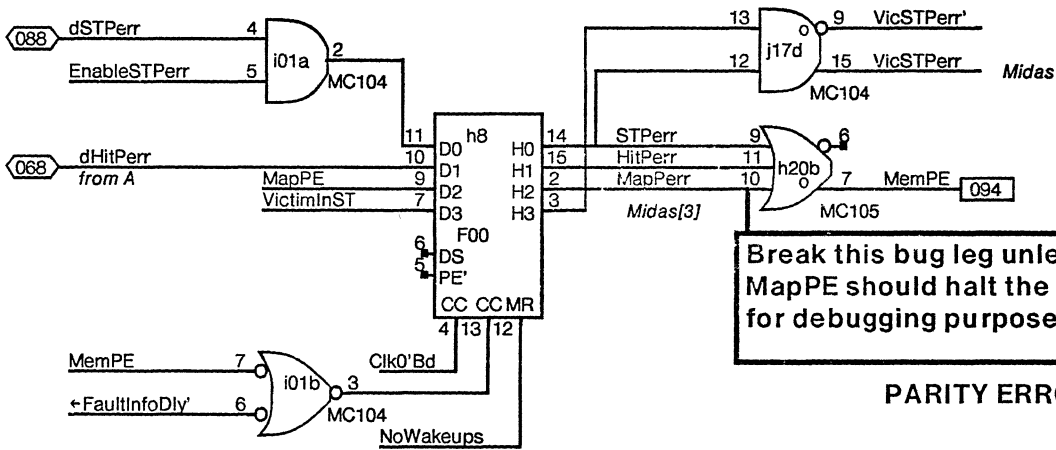 088 dSTPerr 4 i01a 2 MC104
EnableSTPerr 5
068 dHitPerr 10
from A
MapPE 9
VictimInST 7
11 D0 h8 H0 14 STPerr 9
D1 H1 15 HitPerr 11
D2 H2 2 MapPerr 10
D3 H3 3 Midas[3]
F00
6 DS
5 PE'
CC CC MR
4 13 12
Clk0'Bd
13 j17d 9 VicSTPerr'
12 15 VicSTPerr Midas
MC104
h20b 6
7 MemPE 094
MC105
Break this bug leg unle
MapPE should halt the
for debugging purpose
PARITY ERRO
MemPE 7 i01b 3
←FaultInfoDly' 6 MC104
NoWakeups